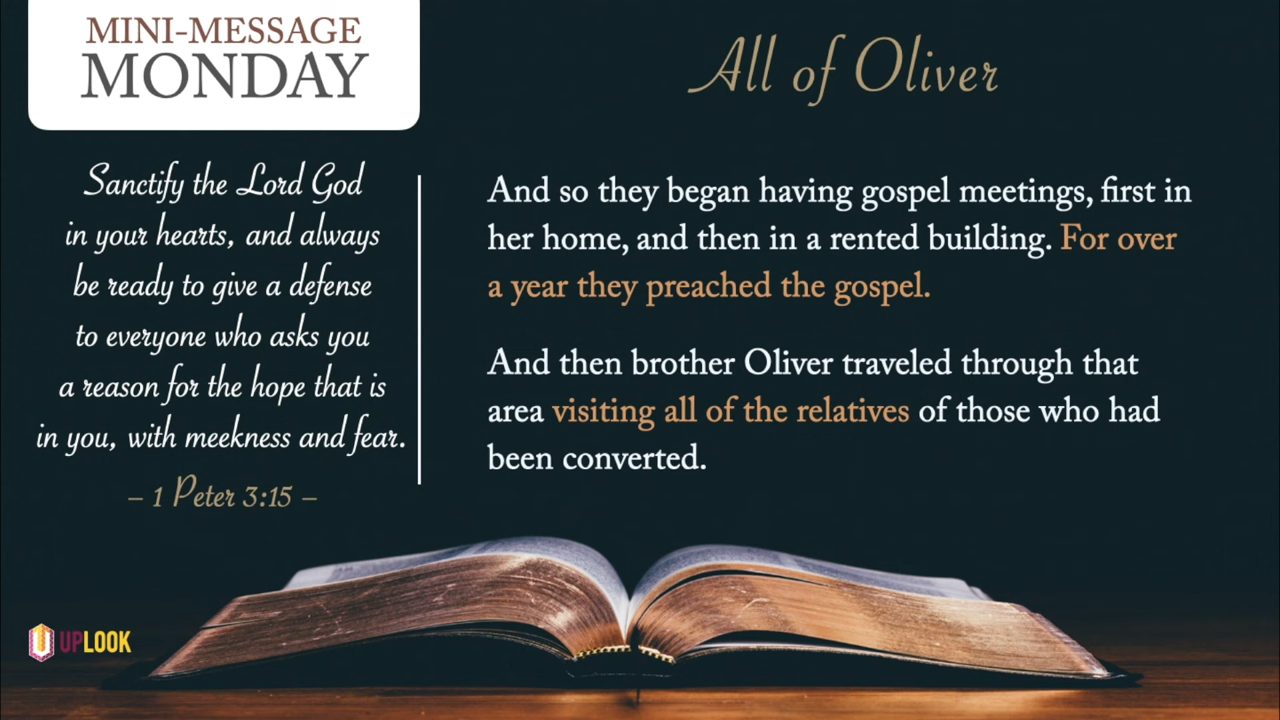 MINI-MESSAGE
MONDAY
All of Oliver
Sanctify the Lord God
in your hearts, and always
be ready to give a defense
to everyone who asks you
a reason for the hope that is
in you, with meekness and fear.
– 1 Peter 3:15 –
And so they began having gospel meetings, first in
her home, and then in a rented building. For over
a year they preached the gospel.
And then brother Oliver traveled through that
area visiting all of the relatives of those who had
been converted.
UPLOOK